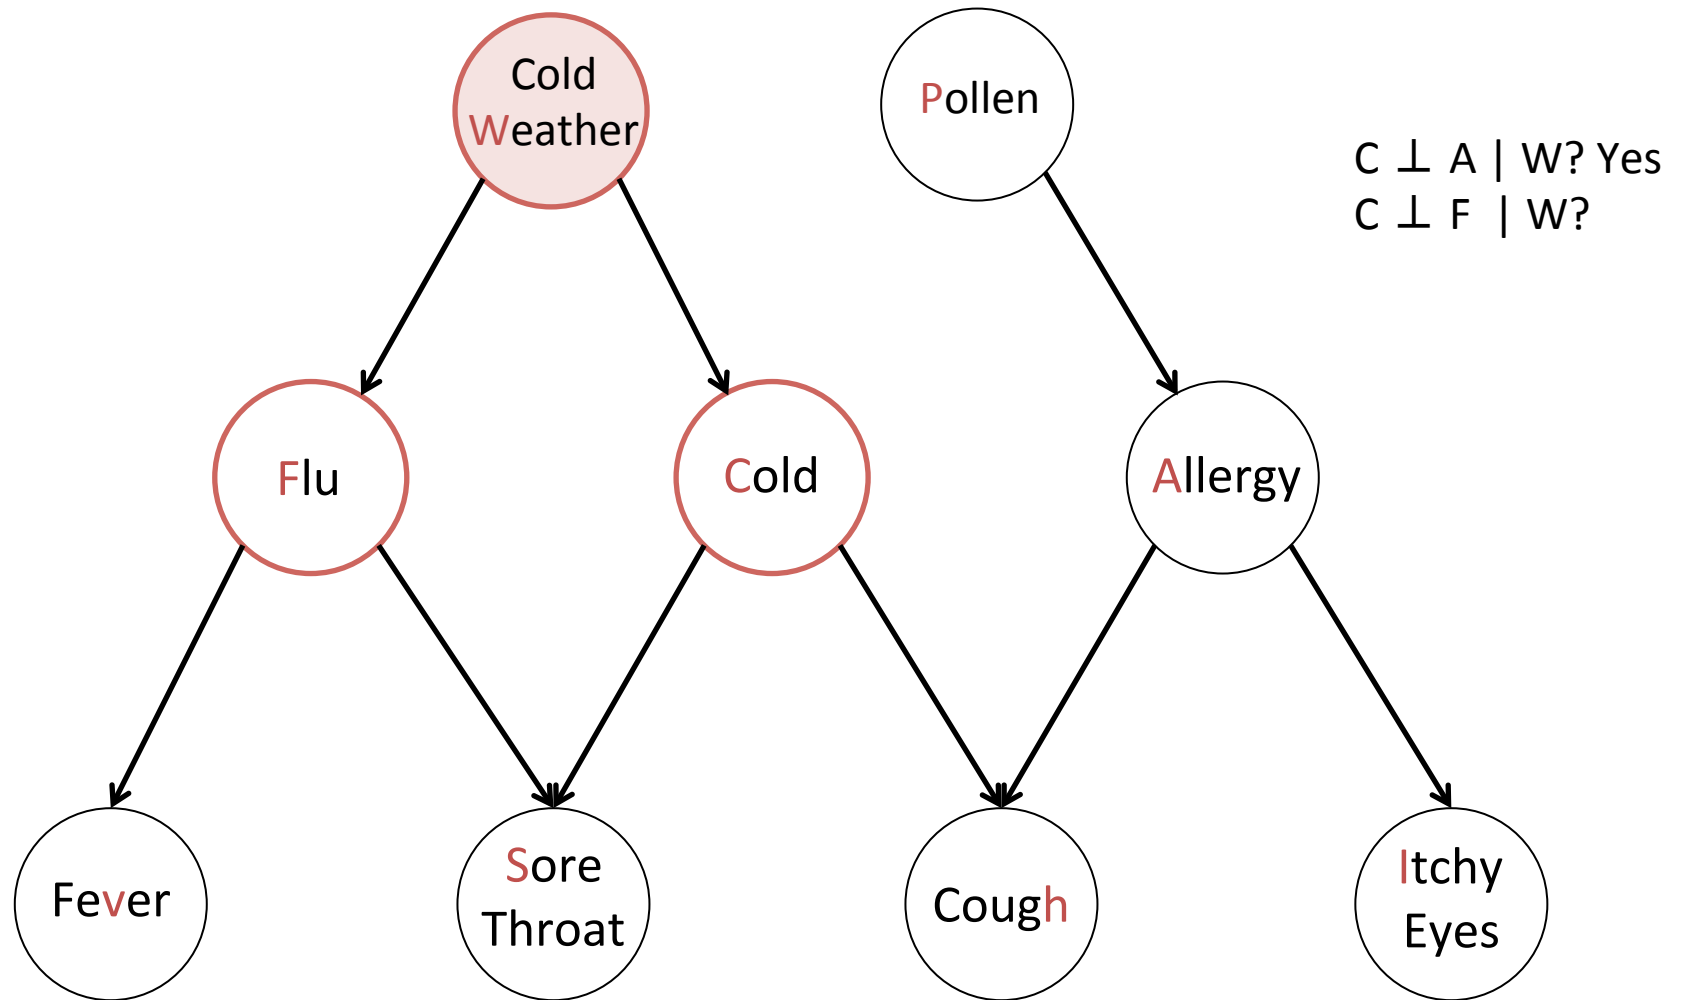 Cold
Weather
Pollen
C ⊥ A | W? Yes
C ⊥ F | W?
Flu
Cold
Allergy
Fever
Sore
Throat
Cough
Itchy
Eyes